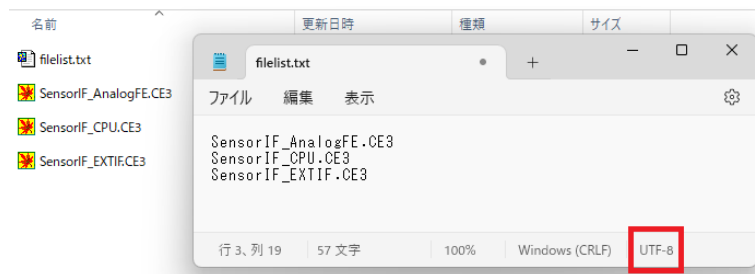 名前 更新日時 種類 サイズ
filelist.txt
SensorIF_AnalogFE.CE3
SensorIF_CPU.CE3
SensorIF_EXTIF.CE3
filelist.txt
ファイル 編集 表示
SensorIF_AnalogFE.CE3
SensorIF_CPU.CE3
SensorIF_EXTIF.CE3
行 3、列 19 57 文字 100% Windows (CRLF) UTF-8